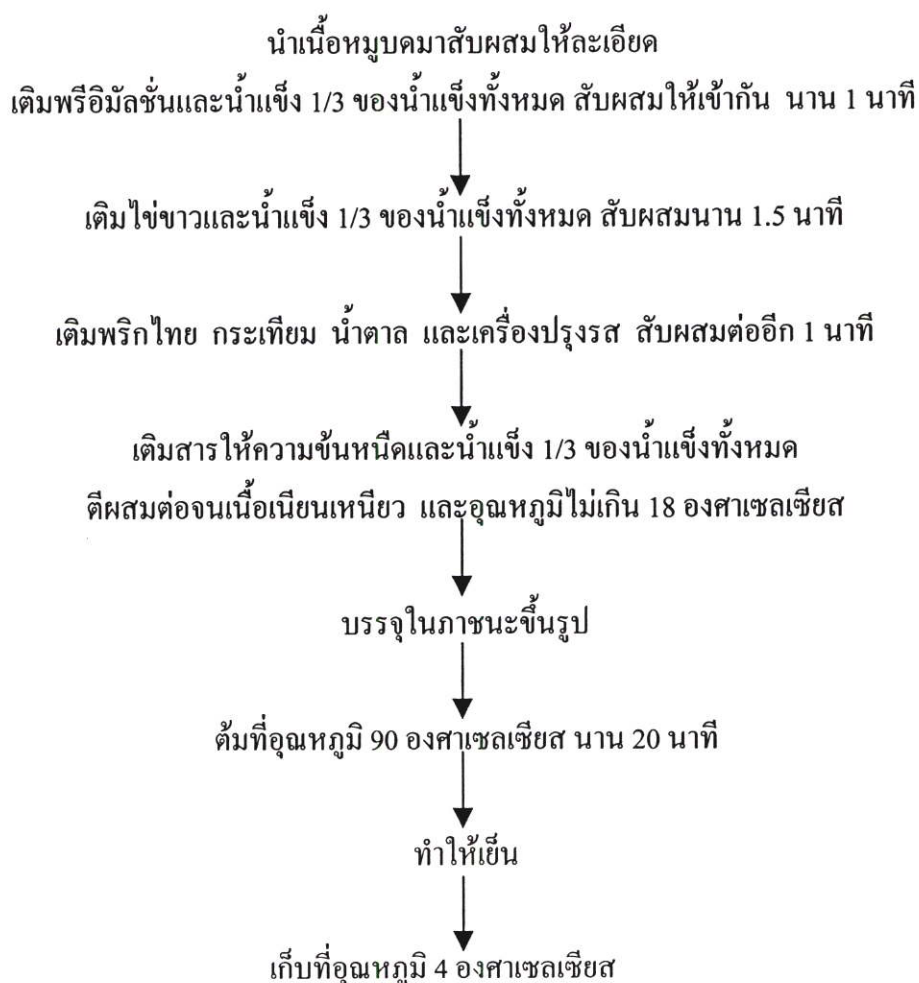 นำเนื้อหมูบดมาสับผสมให้ละเอียด
เติมพรีอิมัลชั่นและน้ำแข็ง 1/3 ของน้ำแข็งทั้งหมด สับผสมให้เข้ากัน นาน 1 นาที
เติมไข่ขาวและน้ำแข็ง 1/3 ของน้ำแข็งทั้งหมด สับผสมนาน 1.5 นาที
เติมพริกไทย กระเทียม น้ำตาล และเครื่องปรุงรส สับผสมต่ออีก 1 นาที
เติมสารให้ความข้นหนืดและน้ำแข็ง 1/3 ของน้ำแข็งทั้งหมด
ตีผสมต่อจนเนื้อเนียนเหนียว และอุณหภูมิไม่เกิน 18 องศาเซลเซียส
บรรจุในภาชนะขึ้นรูป
ต้มที่อุณหภูมิ 90 องศาเซลเซียส นาน 20 นาที
ทำให้เย็น
เก็บที่อุณหภูมิ 4 องศาเซลเซียส